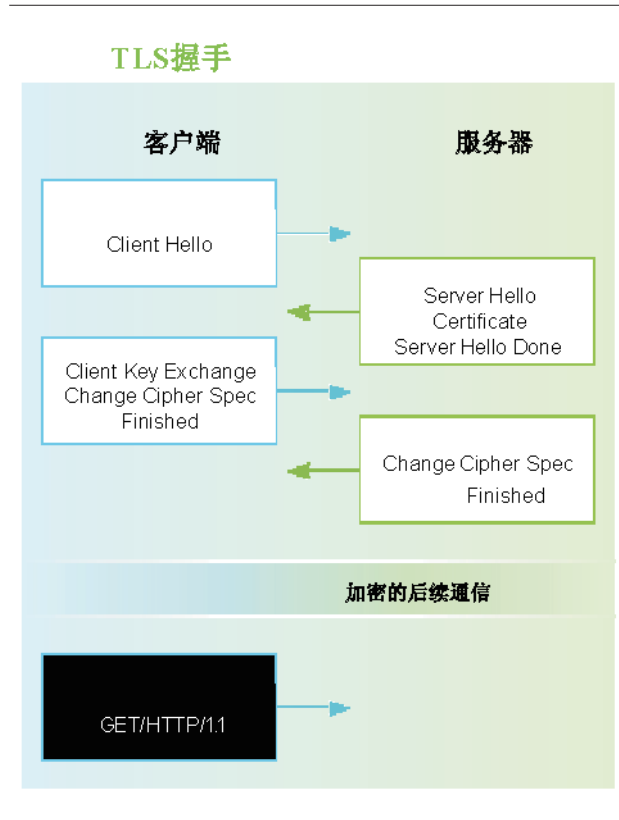 TLS握手
客户端
服务器
Client Hello
Server Hello
Certificate
Server Hello Done
Client Key Exchange
Change Cipher Spec
Finished
Change Cipher Spec
Finished
加密的后续通信
GET/HTTP/1.1